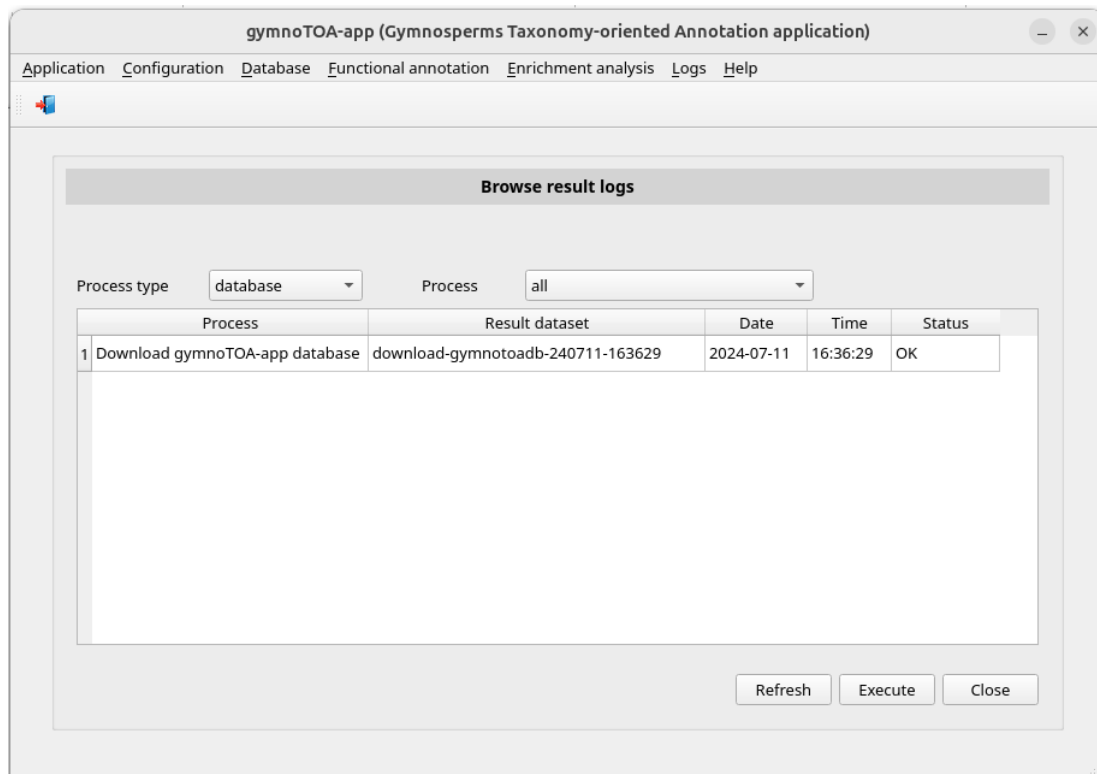 gymnoTOA-app (Gymnosperms Taxonomy-oriented Annotation application)
Application Configuration Database Functional annotation Enrichment analysis Logs Help
Browse result logs
Process type database Process all
Process Result dataset Date Time Status
1 Download gymnoTOA-app database download-gymnotoadb-240711-163629 2024-07-11 16:36:29 OK
Refresh Execute Close